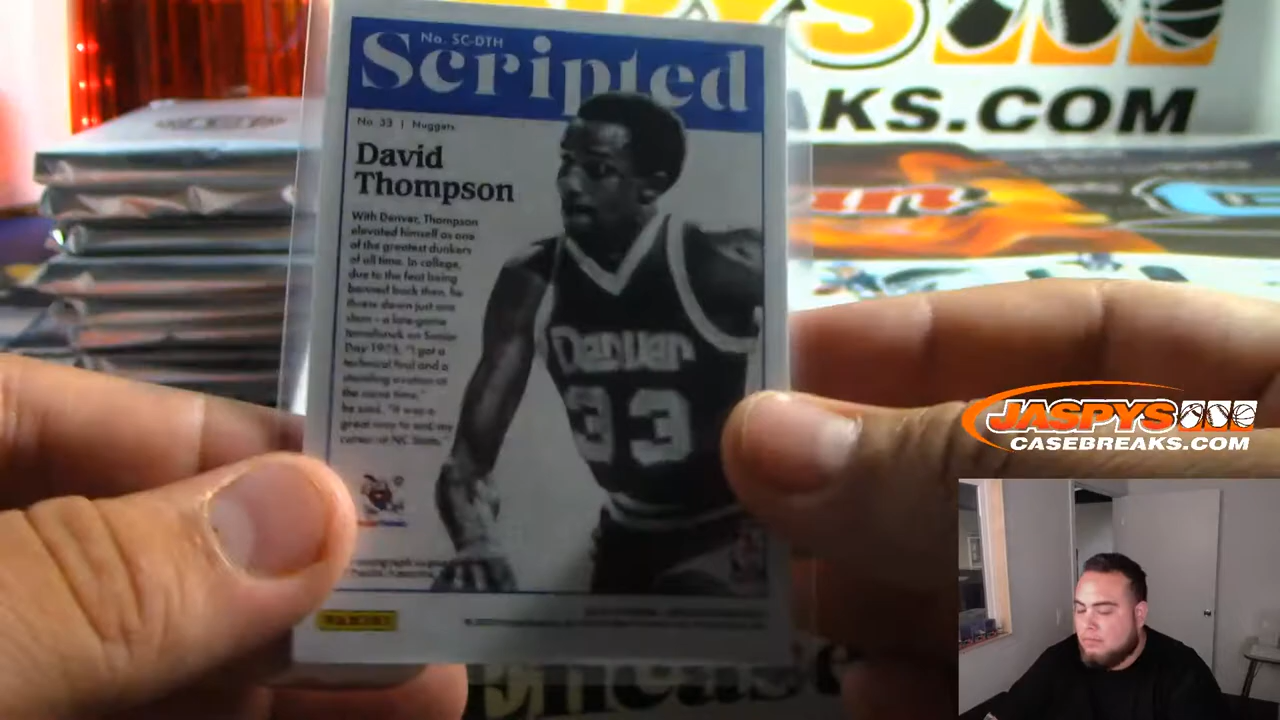 No. SC-DTH
Scripted
No. 33 | Nuggets
David
Thompson
With Denver, Thompson
elevated himself as one
of the greatest dunkers
of all time. In college,
due to the feat being
banned back then, he
threw down just one
dunk – a late-game
tomahawk on Senior
Day 1975. "I got a
technical foul and a
standing ovation at
the same time,"
he said. "It was a
great way to end my
career at NC State."
PANINI
Denver
33
KS.COM
JASPYS
CASEBREAKS.COM
Encase